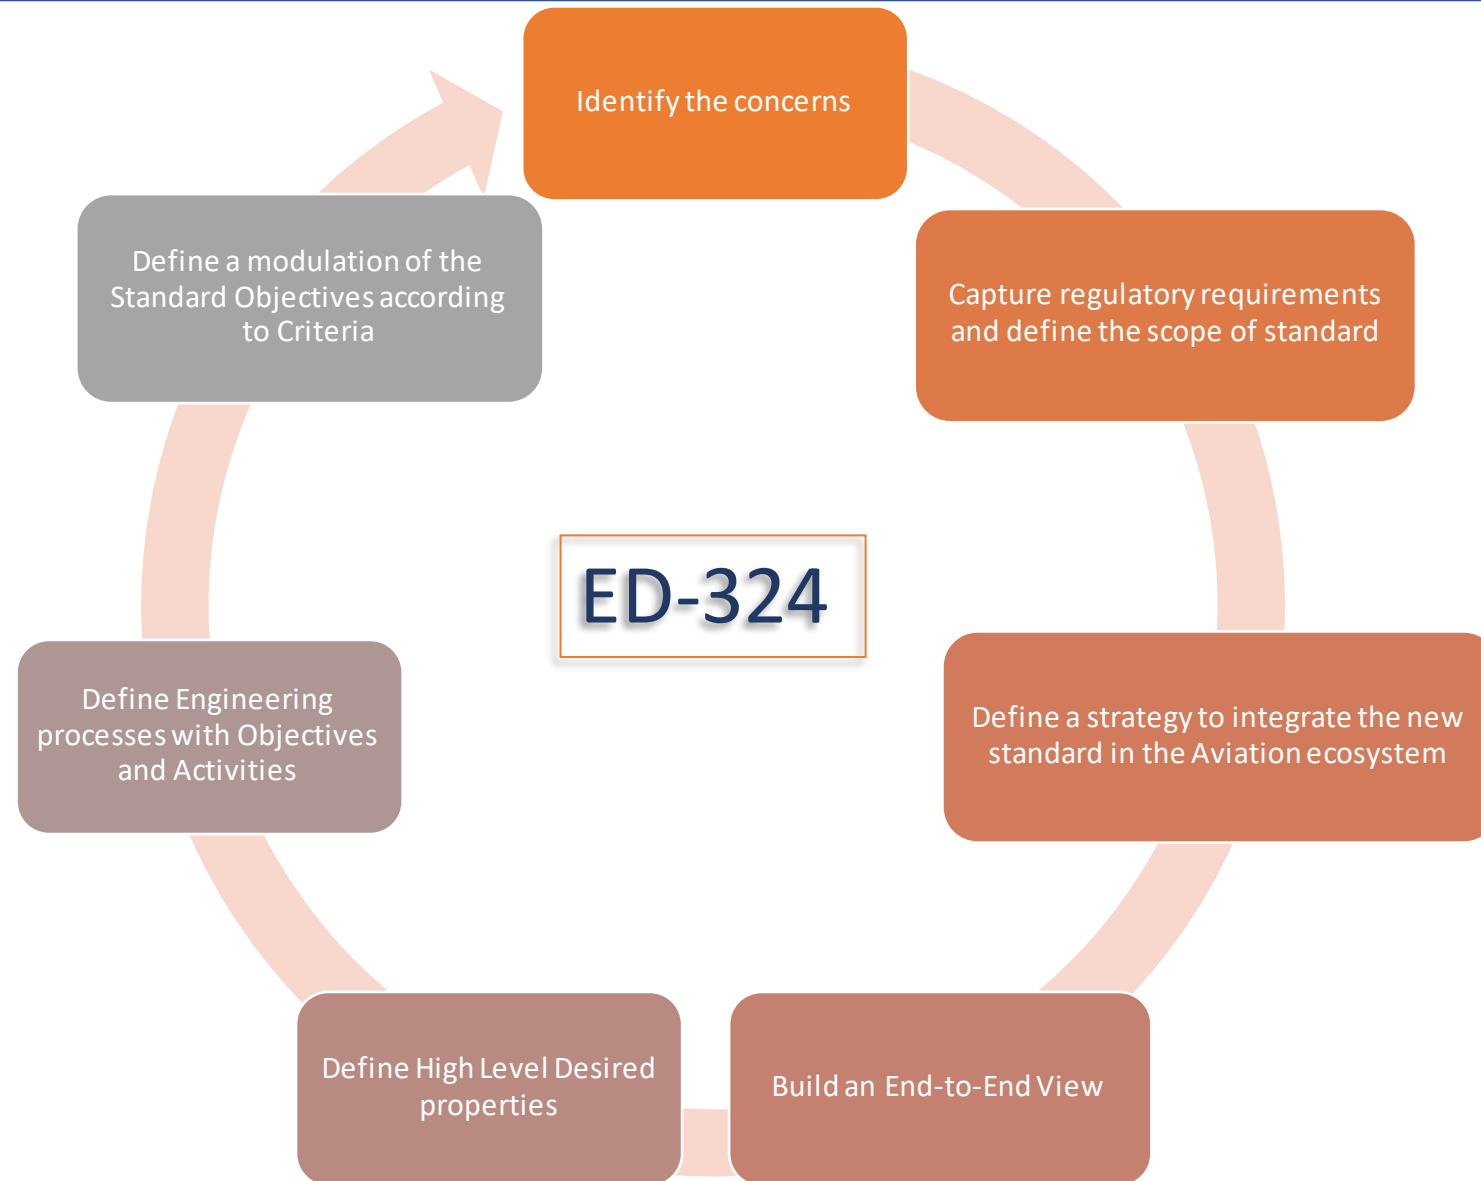 Identify the concerns
Capture regulatory requirements
and define the scope of standard
Define a strategy to integrate the new
standard in the Aviation ecosystem
Build an End-to-End View
Define High Level Desired
properties
Define Engineering
processes with Objectives
and Activities
Define a modulation of the
Standard Objectives according
to Criteria
ED-324